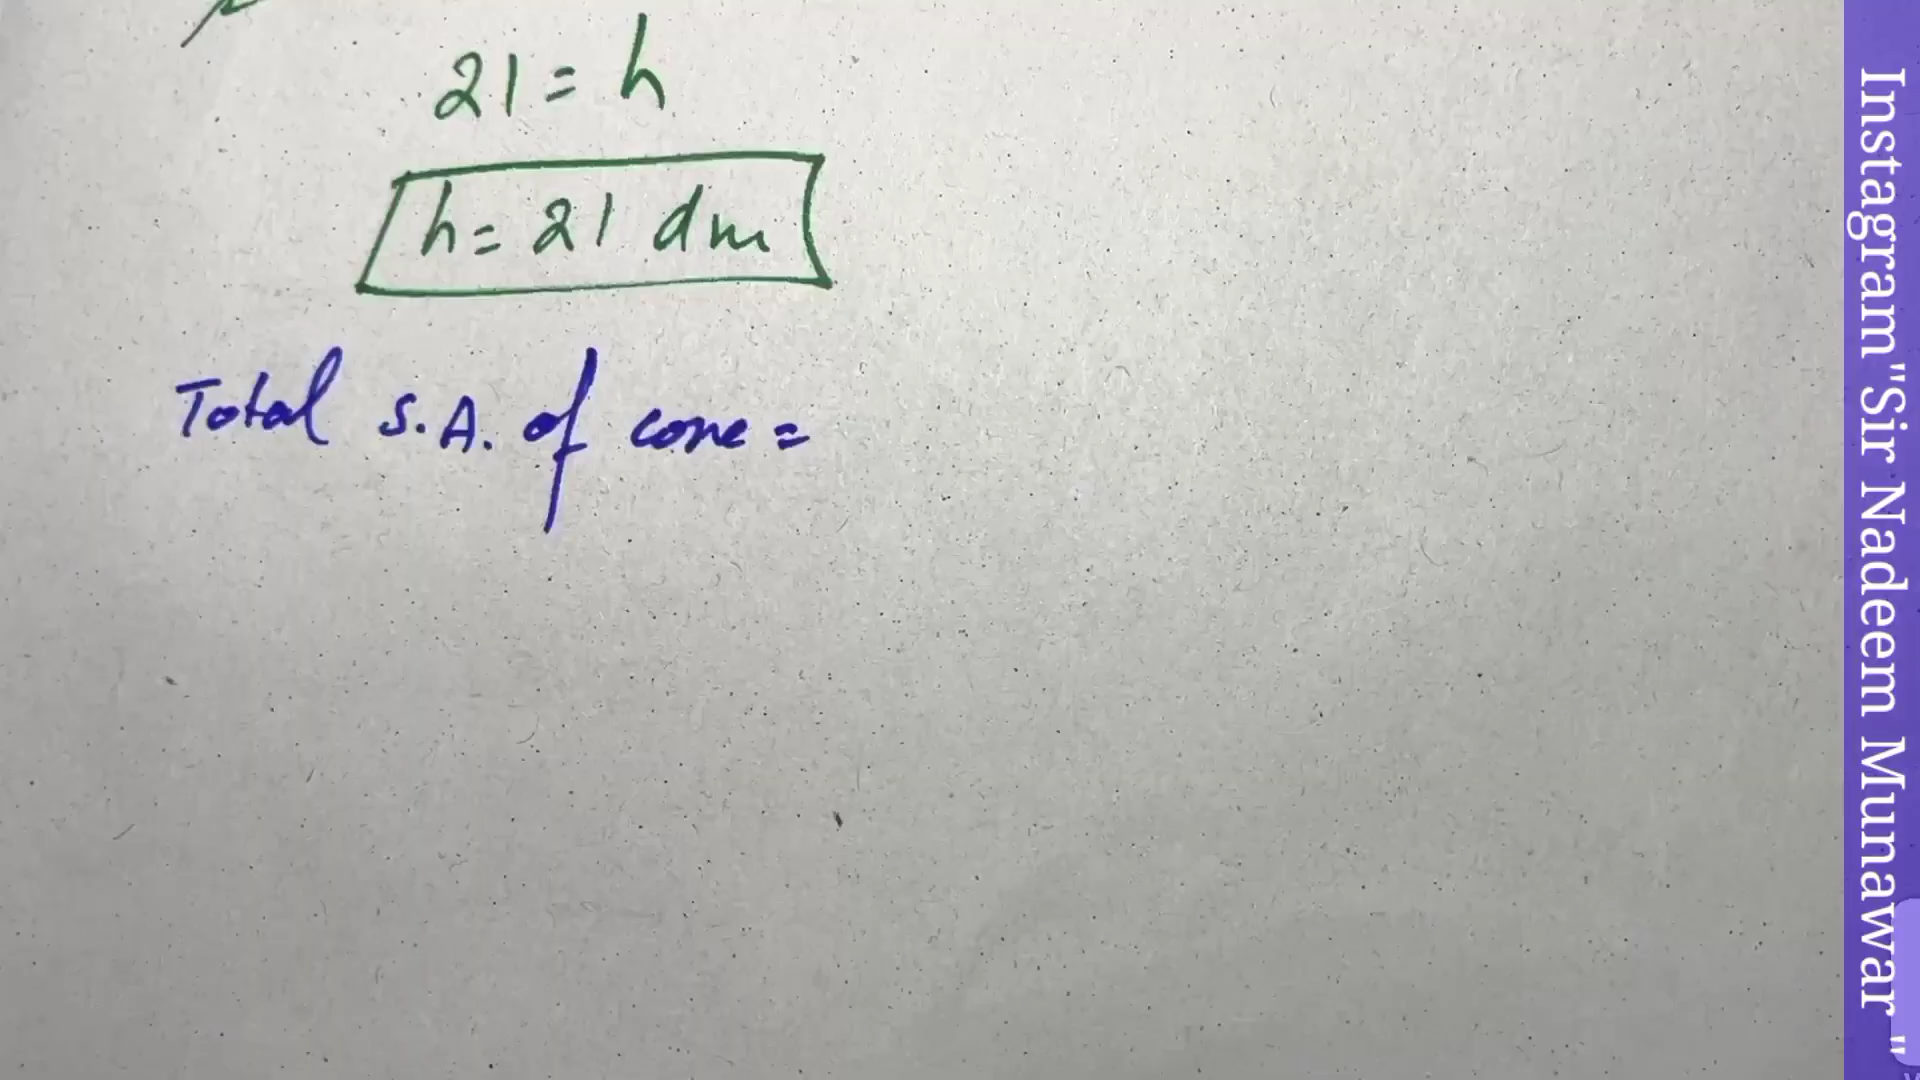 21 = h
h = 21 dm
Total S.A. of cone =
Instagram "Sir Nadeem Munawar"